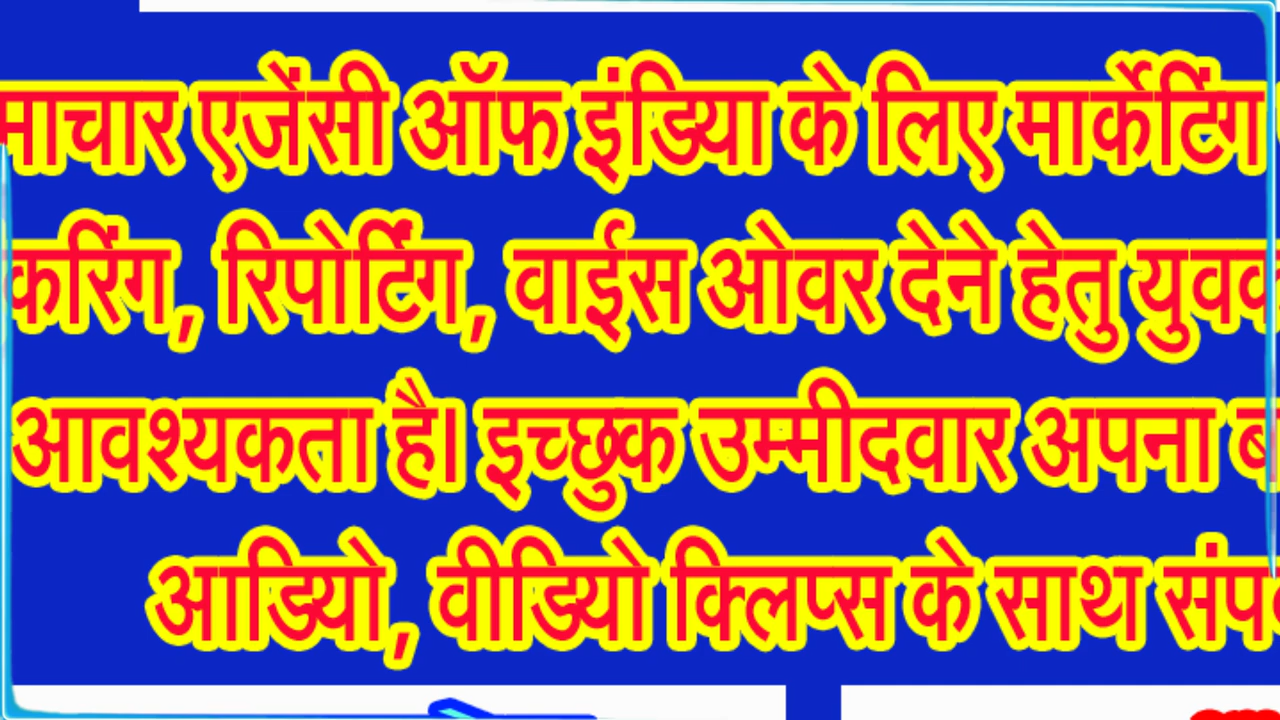 माचार एजेंसी ऑफ इंडिया के लिए मार्केटिंग
करिंग, रिपोर्टिंग, वाईस ओवर देने हेतु युवक
आवश्यकता है। इच्छुक उम्मीदवार अपना
आडियो, वीडियो क्लिप्स के साथ